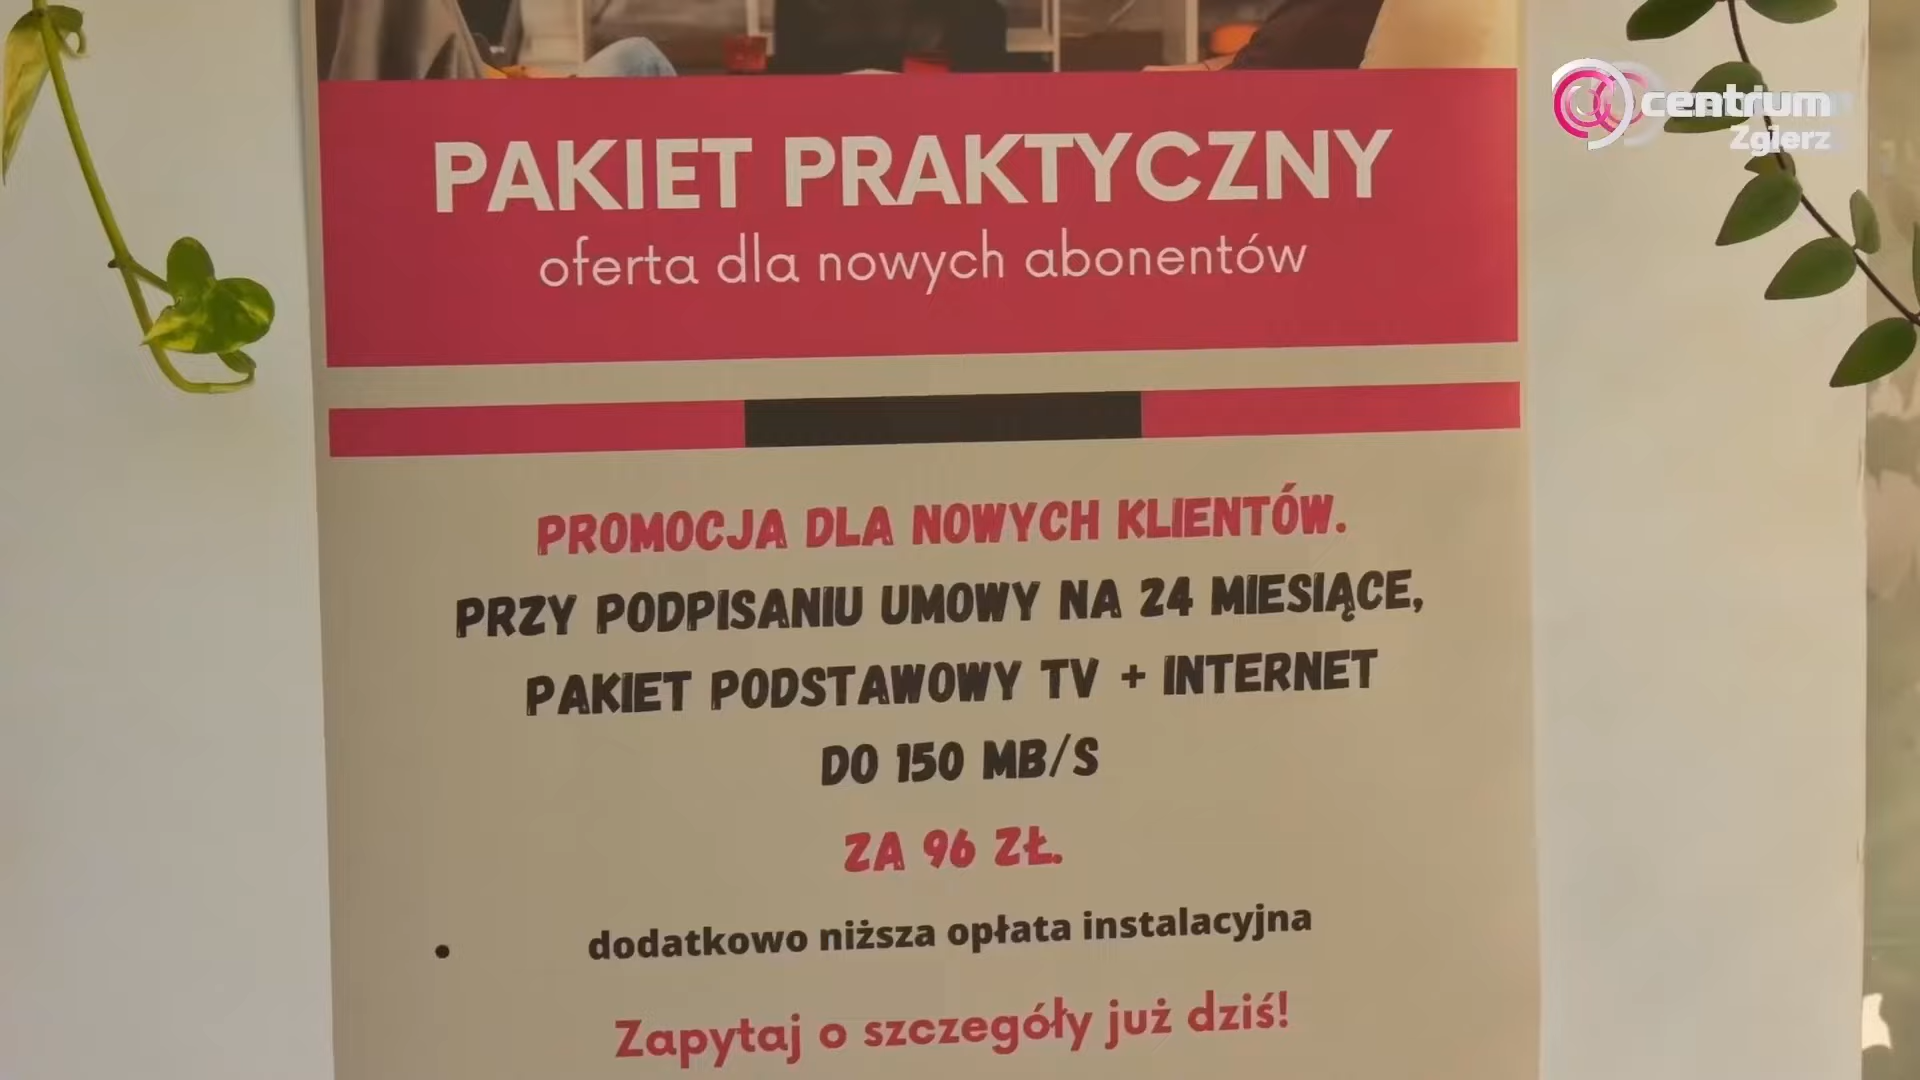 centrum
Zgierz
PAKIET PRAKTYCZNY
oferta dla nowych abonentów
PROMOCJA DLA NOWYCH KLIENTÓW.
PRZY PODPISANIU UMOWY NA 24 MIESIĄCE,
PAKIET PODSTAWOWY TV + INTERNET
DO 150 MB/S
ZA 96 ZŁ.
• dodatkowo niższa opłata instalacyjna
Zapytaj o szczegóły już dziś!